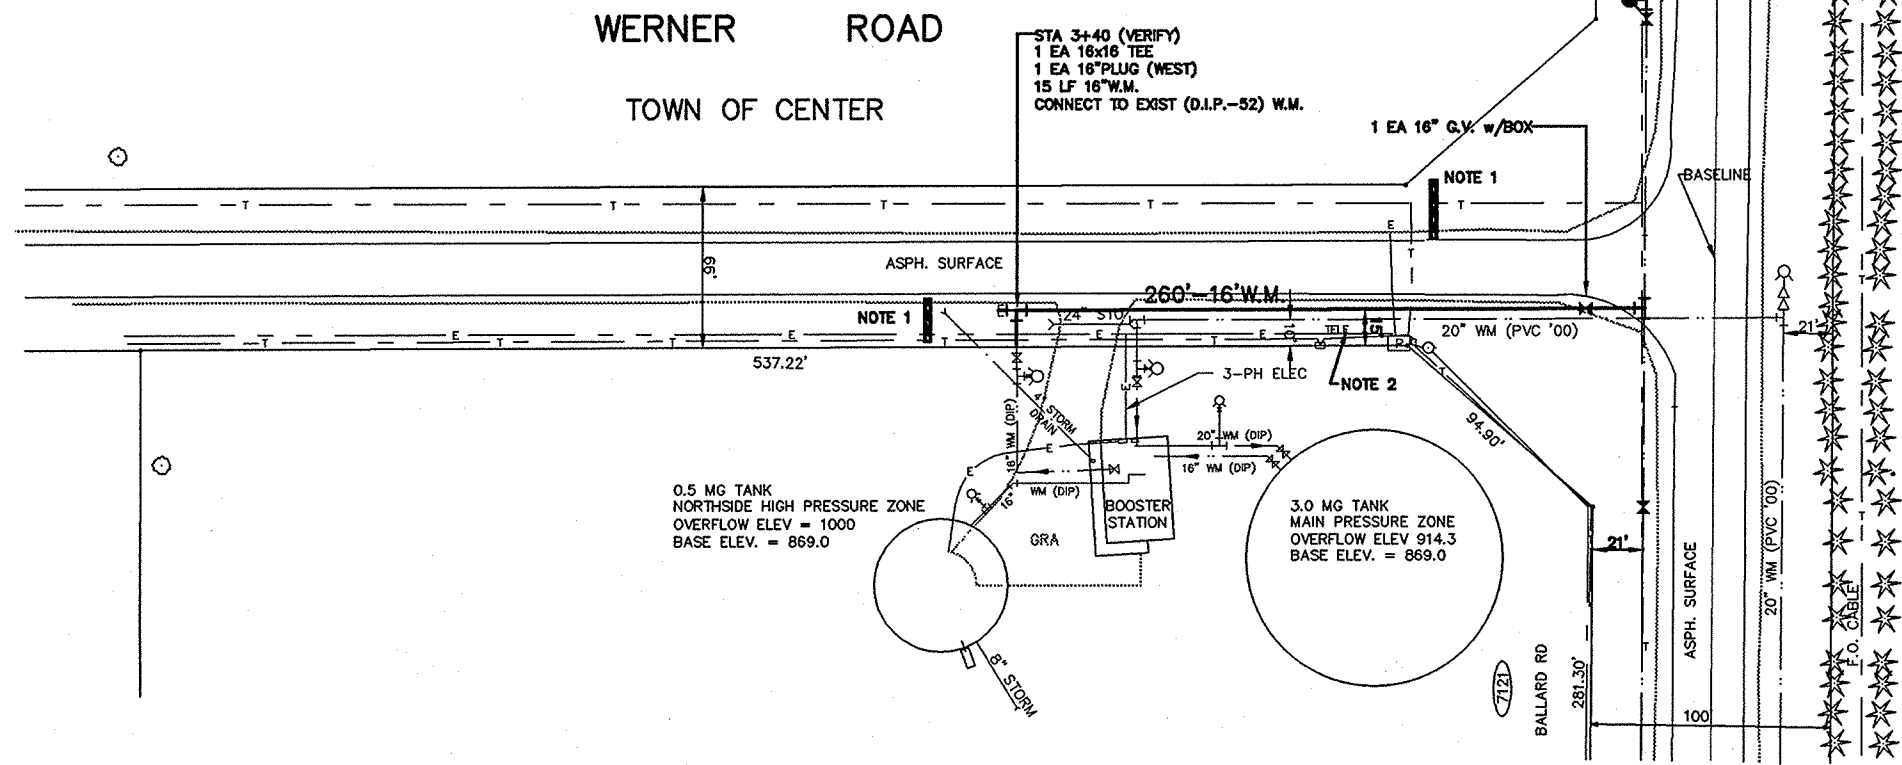 WERNER ROAD
TOWN OF CENTER
STA 3+40 (VERIFY)
1 EA 16x16 TEE
1 EA 16"PLUG (WEST)
15 LF 16"W.M.
CONNECT TO EXIST (D.I.P.-52) W.M.
1 EA 16" G.V. w/BOX
NOTE 1
BASELINE
T
T
T
T
T
E
T
66'
ASPH. SURFACE
260'-16'W.M.
NOTE 1
24" STO
10'
TELE
15'
20" WM (PVC '00)
21'
E
T
T
T
E
T
E
E
T
P
537.22'
3-PH ELEC
NOTE 2
T
E
STORM
DRAIN
16" WM (DIP)
94.90'
20" WM (DIP)
16" WM (DIP)
E
E
WM (DIP)
16"
0.5 MG TANK
NORTHSIDE HIGH PRESSURE ZONE
OVERFLOW ELEV = 1000
BASE ELEV. = 869.0
BOOSTER
STATION
GRA
3.0 MG TANK
MAIN PRESSURE ZONE
OVERFLOW ELEV 914.3
BASE ELEV. = 869.0
21'
8" STORM
7121
BALLARD RD
281.30'
T
ASPH. SURFACE
20" WM (PVC '00)
F.O. CABLE
T
T
100